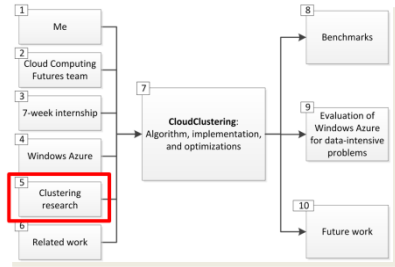 1
Me
2
Cloud Computing
Futures team
3
7-week internship
4
Windows Azure
5
Clustering
research
6
Related work
7
CloudClustering:
Algorithm, implementation,
and optimizations
8
Benchmarks
9
Evaluation of
Windows Azure
for data-intensive
problems
10
Future work